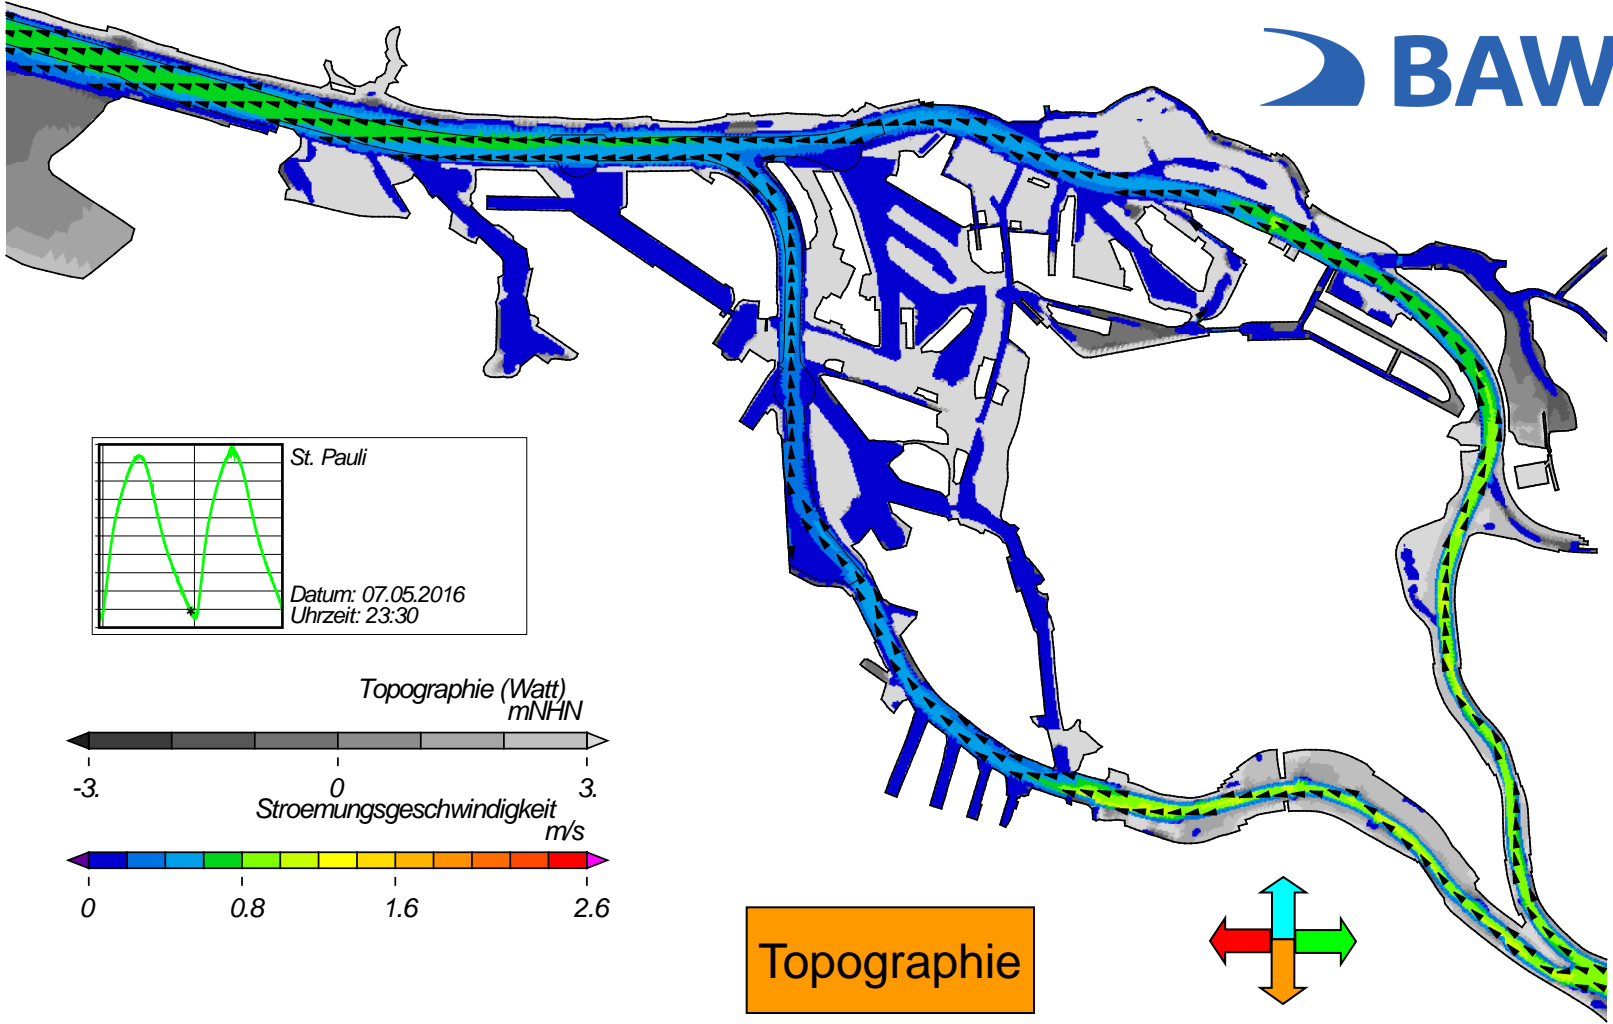 BAW
St. Pauli
Datum: 07.05.2016
Uhrzeit: 23:30
Topographie (Watt)
mNHN
-3. 0 3.
Stroemungsgeschwindigkeit
m/s
0 0.8 1.6 2.6
Topographie